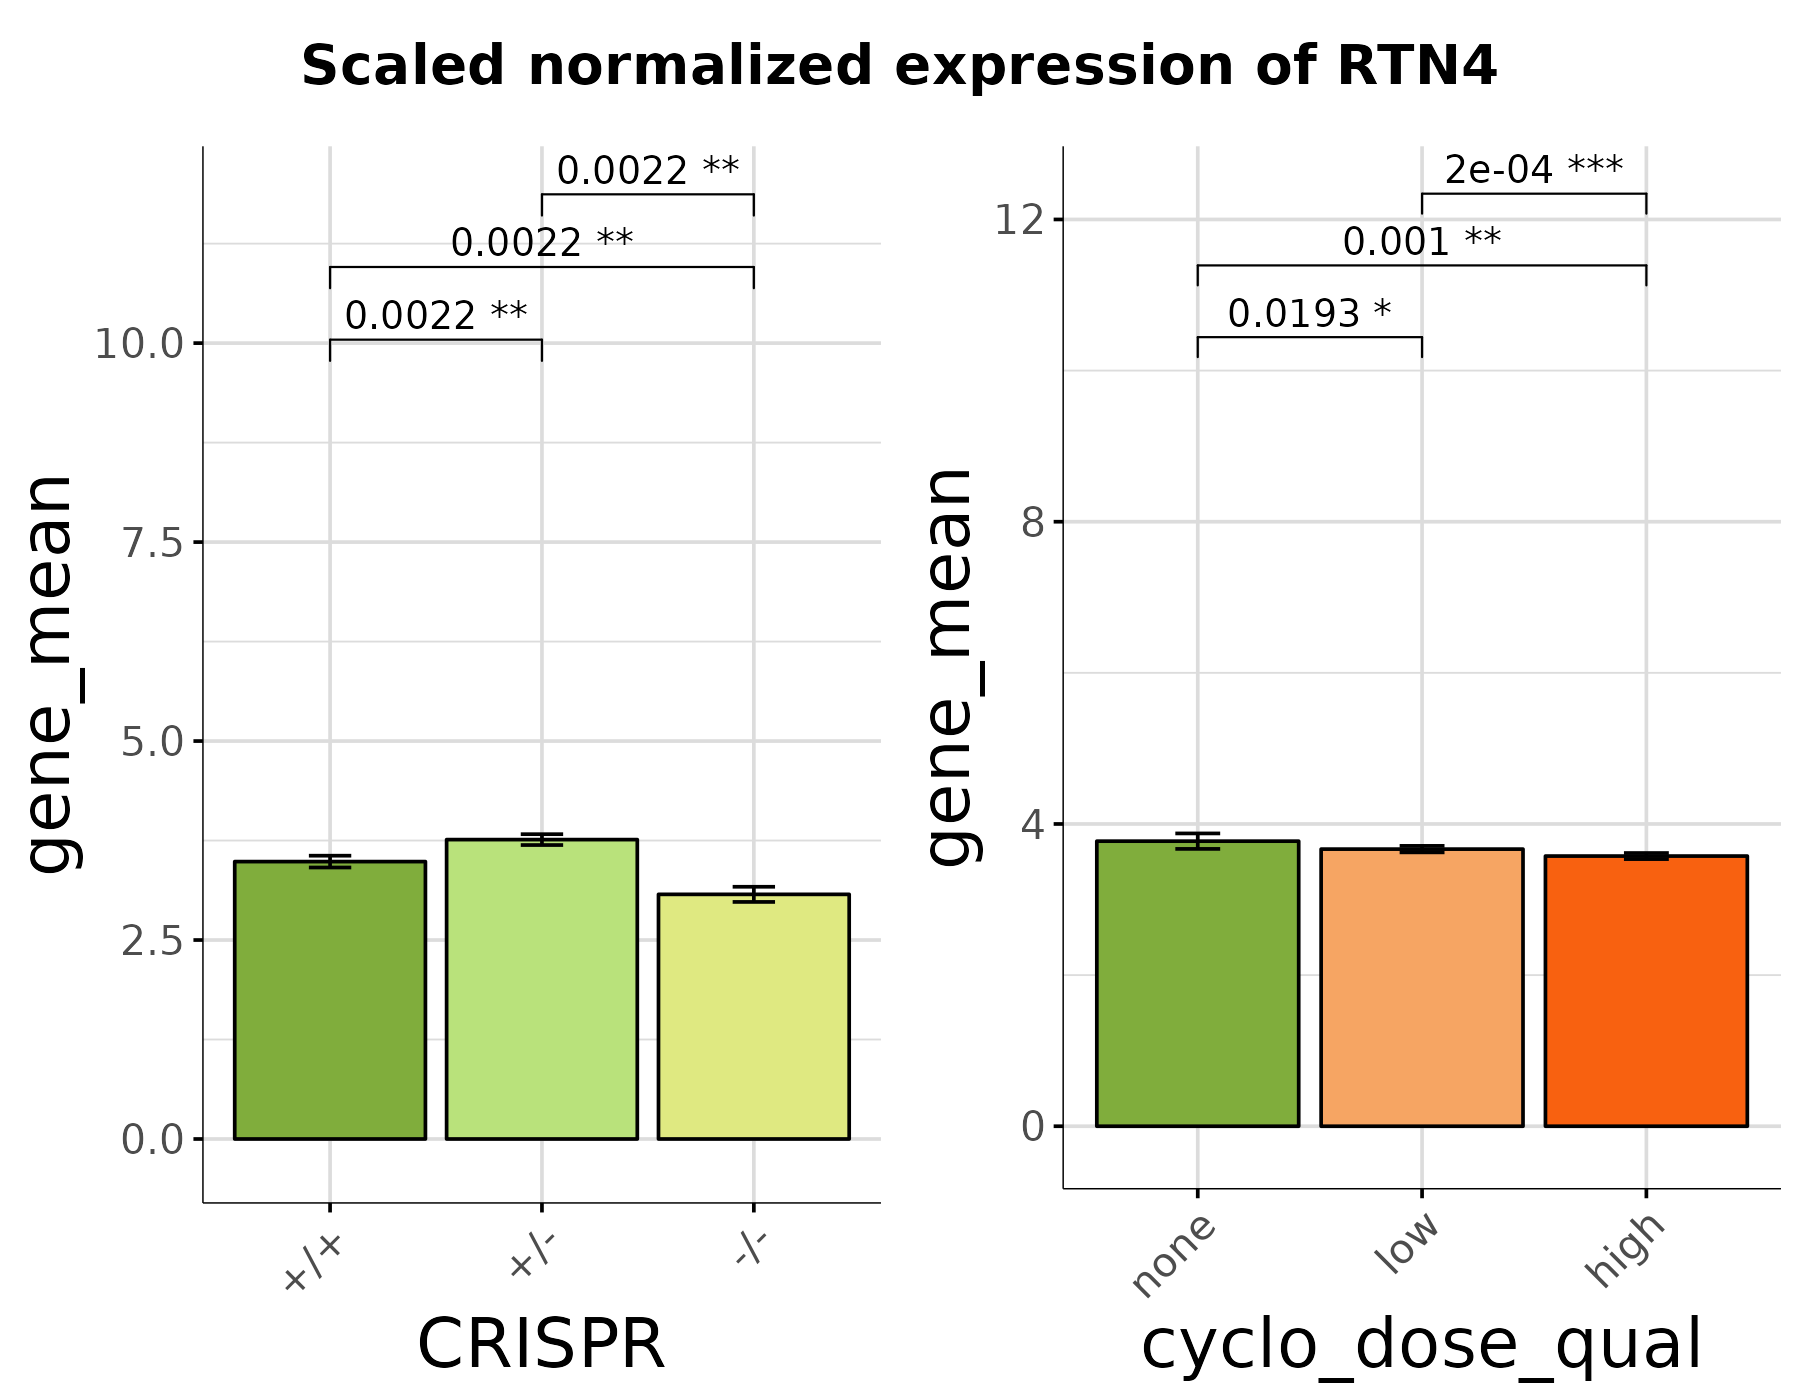 Scaled normalized expression of RTN4
gene_mean
10.0
7.5
5.0
2.5
0.0
0.0022 **
0.0022 **
0.0022 **
+/+
+/-
-/-
CRISPR
gene_mean
12
8
4
0
2e-04 ***
0.001 **
0.0193 *
none
low
high
cyclo_dose_qual